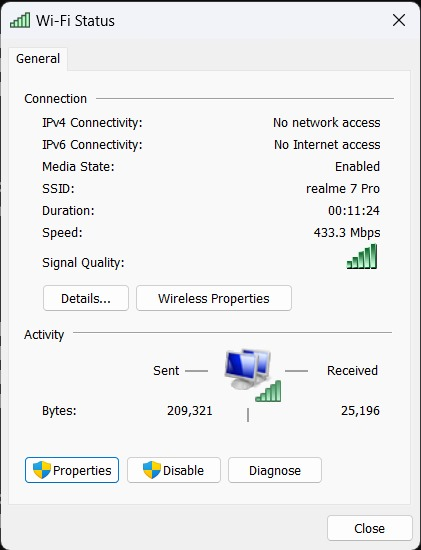 Wi-Fi Status
General
Connection
IPv4 Connectivity: No network access
IPv6 Connectivity: No Internet access
Media State: Enabled
SSID: realme 7 Pro
Duration: 00:11:24
Speed: 433.3 Mbps
Signal Quality:
Details... Wireless Properties
Activity
Sent Received
Bytes: 209,321 25,196
Properties Disable Diagnose
Close